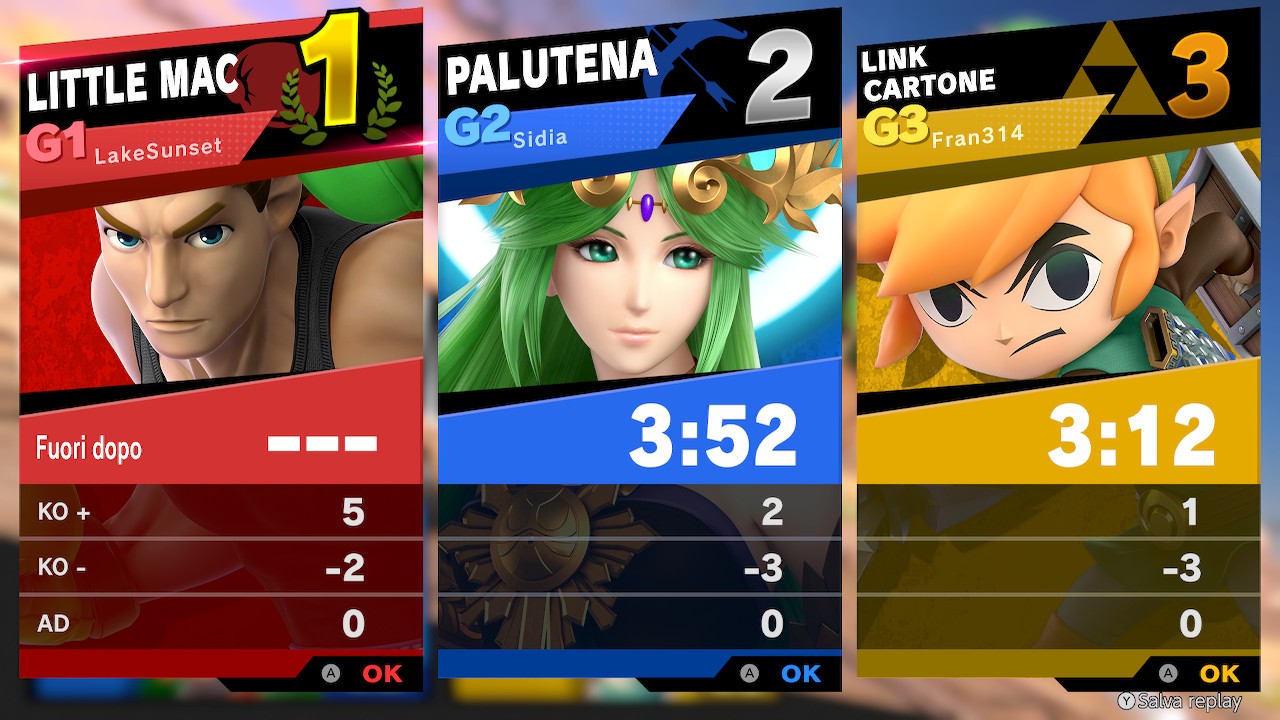 LITTLE MAC
1
G1 LakeSunset
Fuori dopo ---
KO + 5
KO - -2
AD 0
A OK
PALUTENA
2
G2 Sidia
3:52
2
-3
0
A OK
LINK
CARTONE
3
G3 Fran314
3:12
1
-3
0
A OK
Y Salva replay